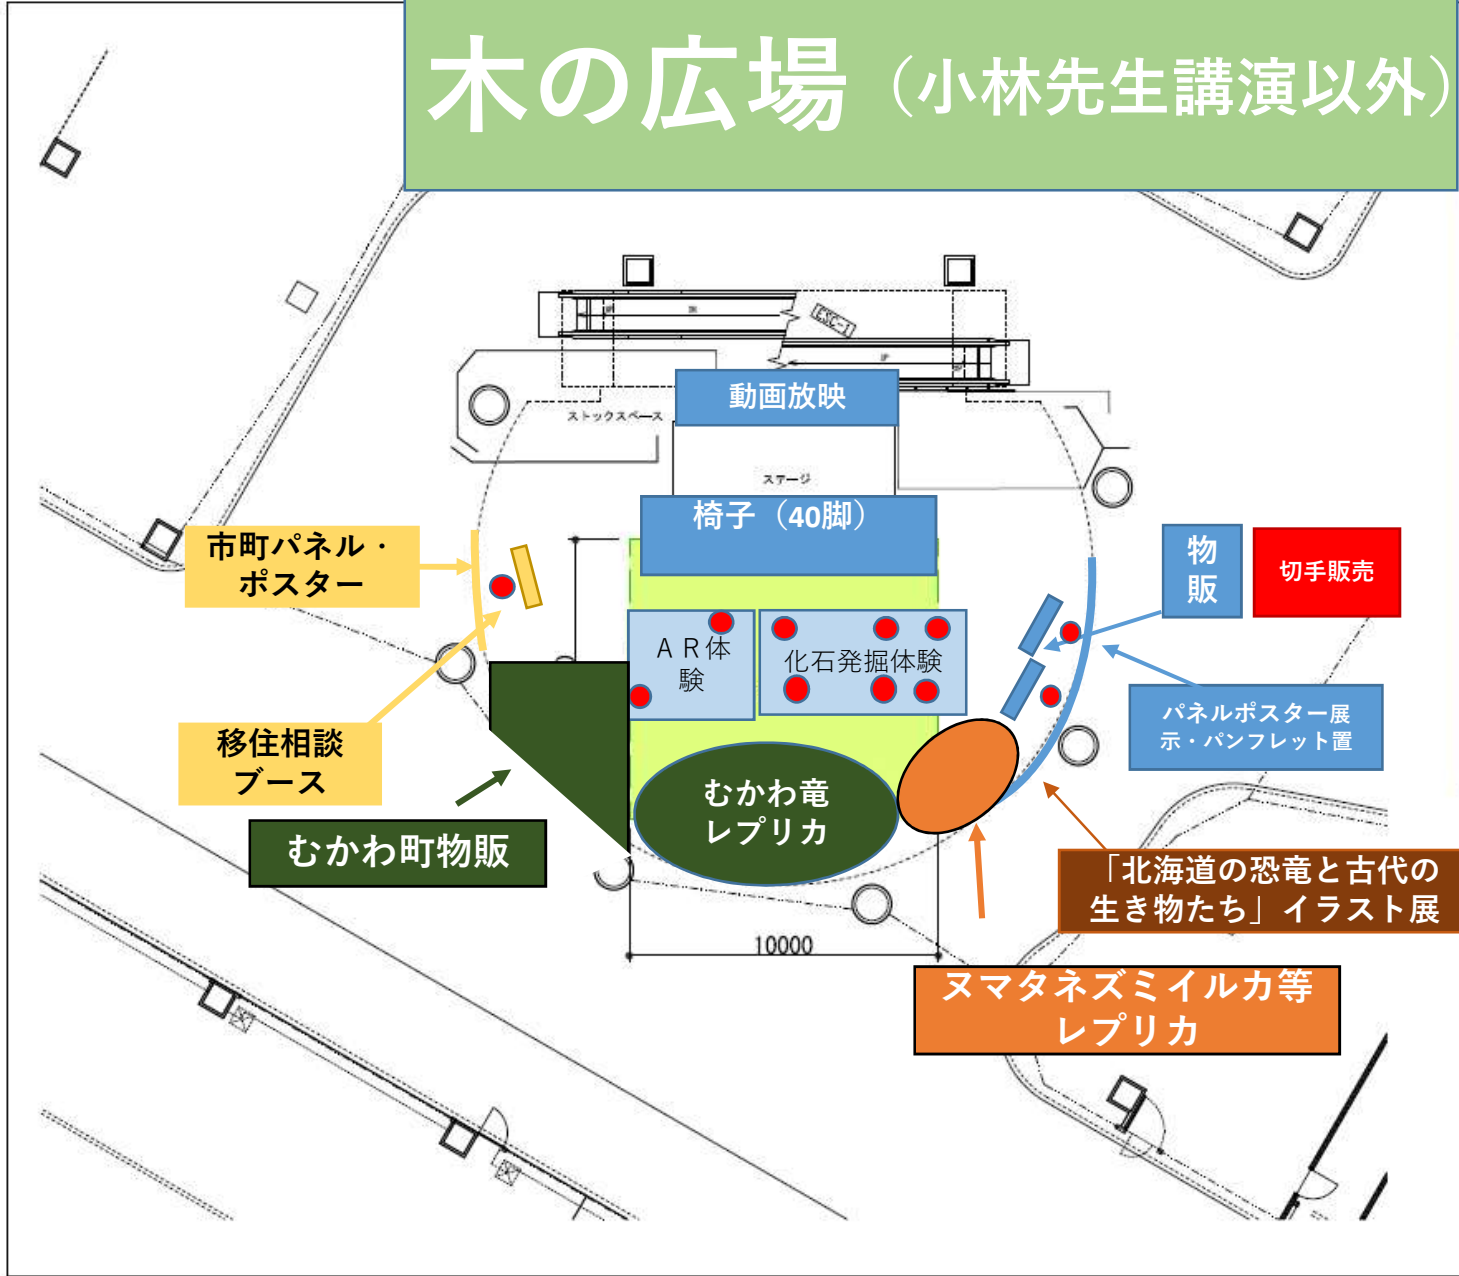 木の広場（小林先生講演以外）
ESC-1
動画放映
ストックスペース
ステージ
椅子（40脚）
市町パネル・
ポスター
物
販
切手販売
ＡＲ体
験
化石発掘体験
パネルポスター展
示・パンフレット置
移住相談
ブース
むかわ竜
レプリカ
むかわ町物販
「北海道の恐竜と古代の
生き物たち」イラスト展
10000
ヌマタネズミイルカ等
レプリカ